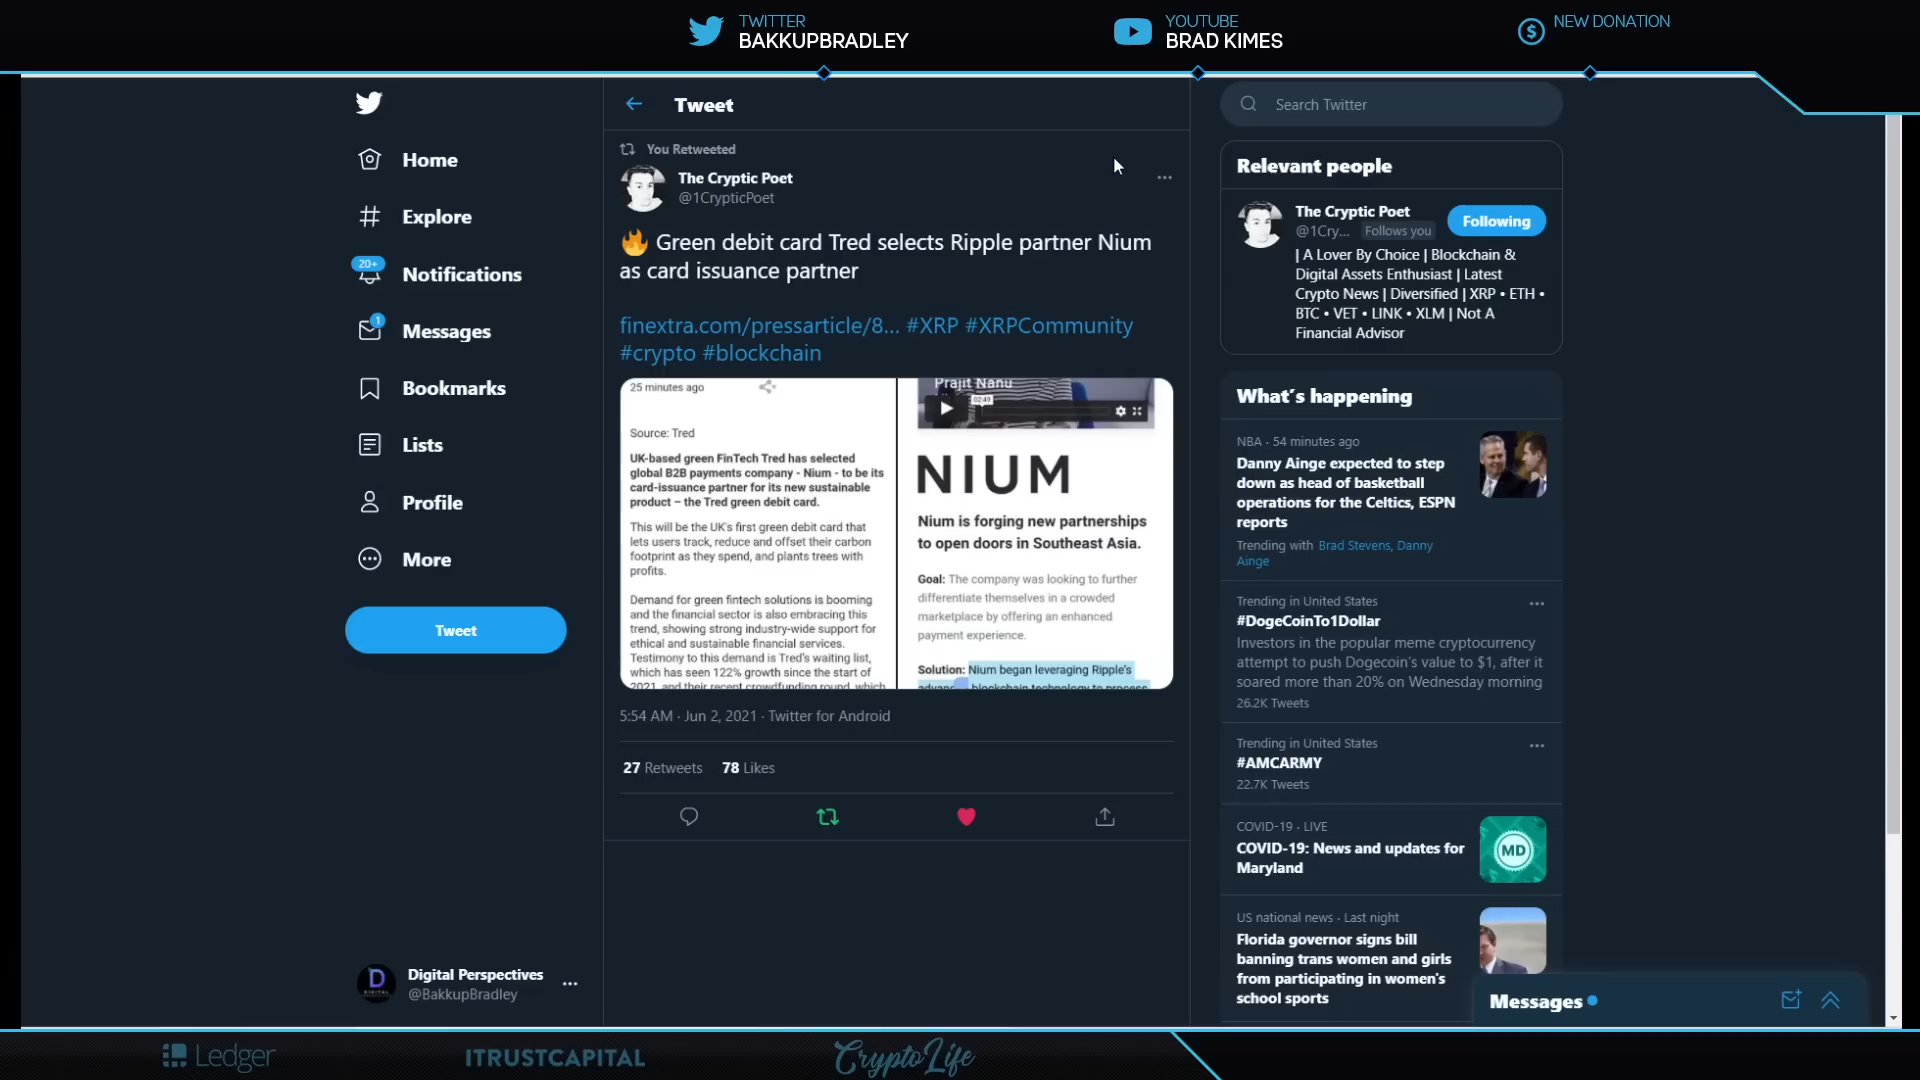 TWITTER
BAKKUPBRADLEY
YOUTUBE
BRAD KIMES
NEW DONATION
Home
Explore
20+
Notifications
1
Messages
Bookmarks
Lists
Profile
More
Tweet
Digital Perspectives
@BakkupBradley
Tweet
You Retweeted
The Cryptic Poet
@1CrypticPoet
🔥 Green debit card Tred selects Ripple partner Nium
as card issuance partner
finextra.com/pressarticle/8... #XRP #XRPCommunity
#crypto #blockchain
25 minutes ago
Source: Tred
UK-based green FinTech Tred has selected
global B2B payments company - Nium - to be its
card-issuance partner for its new sustainable
product – the Tred green debit card.
This will be the UK's first green debit card that
lets users track, reduce and offset their carbon
footprint as they spend, and plants trees with
profits.
Demand for green fintech solutions is booming
and the financial sector is also embracing this
trend, showing strong industry-wide support for
ethical and sustainable financial services.
Testimony to this demand is Tred's waiting list,
which has seen 122% growth since the start of
2021, and their recent crowdfunding round, which
Prajit Nanu
02:49
NIUM
Nium is forging new partnerships
to open doors in Southeast Asia.
Goal: The company was looking to further
differentiate themselves in a crowded
marketplace by offering an enhanced
payment experience.
Solution: Nium began leveraging Ripple's
blockchain technology to process
5:54 AM · Jun 2, 2021 · Twitter for Android
27 Retweets 78 Likes
Search Twitter
Relevant people
The Cryptic Poet
@1Cry... Follows you
Following
| A Lover By Choice | Blockchain &
Digital Assets Enthusiast | Latest
Crypto News | Diversified | XRP • ETH •
BTC • VET • LINK • XLM | Not A
Financial Advisor
What's happening
NBA · 54 minutes ago
Danny Ainge expected to step
down as head of basketball
operations for the Celtics, ESPN
reports
Trending with Brad Stevens, Danny
Ainge
Trending in United States
#DogeCoinTo1Dollar
Investors in the popular meme cryptocurrency
attempt to push Dogecoin's value to $1, after it
soared more than 20% on Wednesday morning
26.2K Tweets
Trending in United States
#AMCARMY
22.7K Tweets
COVID-19 · LIVE
COVID-19: News and updates for
Maryland
MD
US national news · Last night
Florida governor signs bill
banning trans women and girls
from participating in women's
school sports
Messages
Ledger
ITRUSTCAPITAL
CryptoLife